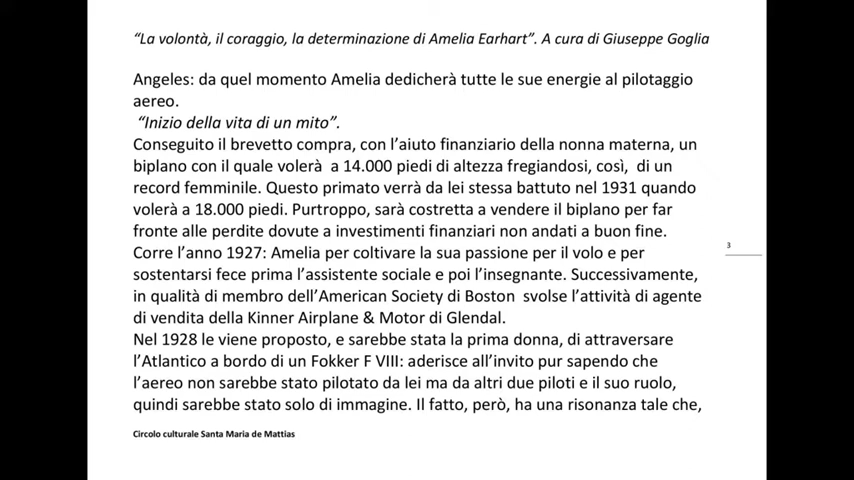 “La volontà, il coraggio, la determinazione di Amelia Earhart”. A cura di Giuseppe Goglia
Angeles: da quel momento Amelia dedicherà tutte le sue energie al pilotaggio
aereo.
“Inizio della vita di un mito”.
Conseguito il brevetto compra, con l’aiuto finanziario della nonna materna, un
biplano con il quale volerà a 14.000 piedi di altezza fregiandosi, così, di un
record femminile. Questo primato verrà da lei stessa battuto nel 1931 quando
volerà a 18.000 piedi. Purtroppo, sarà costretta a vendere il biplano per far
fronte alle perdite dovute a investimenti finanziari non andati a buon fine.
3
Corre l’anno 1927: Amelia per coltivare la sua passione per il volo e per
sostentarsi fece prima l’assistente sociale e poi l’insegnante. Successivamente,
in qualità di membro dell’American Society di Boston svolse l’attività di agente
di vendita della Kinner Airplane & Motor di Glendal.
Nel 1928 le viene proposto, e sarebbe stata la prima donna, di attraversare
l’Atlantico a bordo di un Fokker F VIII: aderisce all’invito pur sapendo che
l’aereo non sarebbe stato pilotato da lei ma da altri due piloti e il suo ruolo,
quindi sarebbe stato solo di immagine. Il fatto, però, ha una risonanza tale che,
Circolo culturale Santa Maria de Mattias